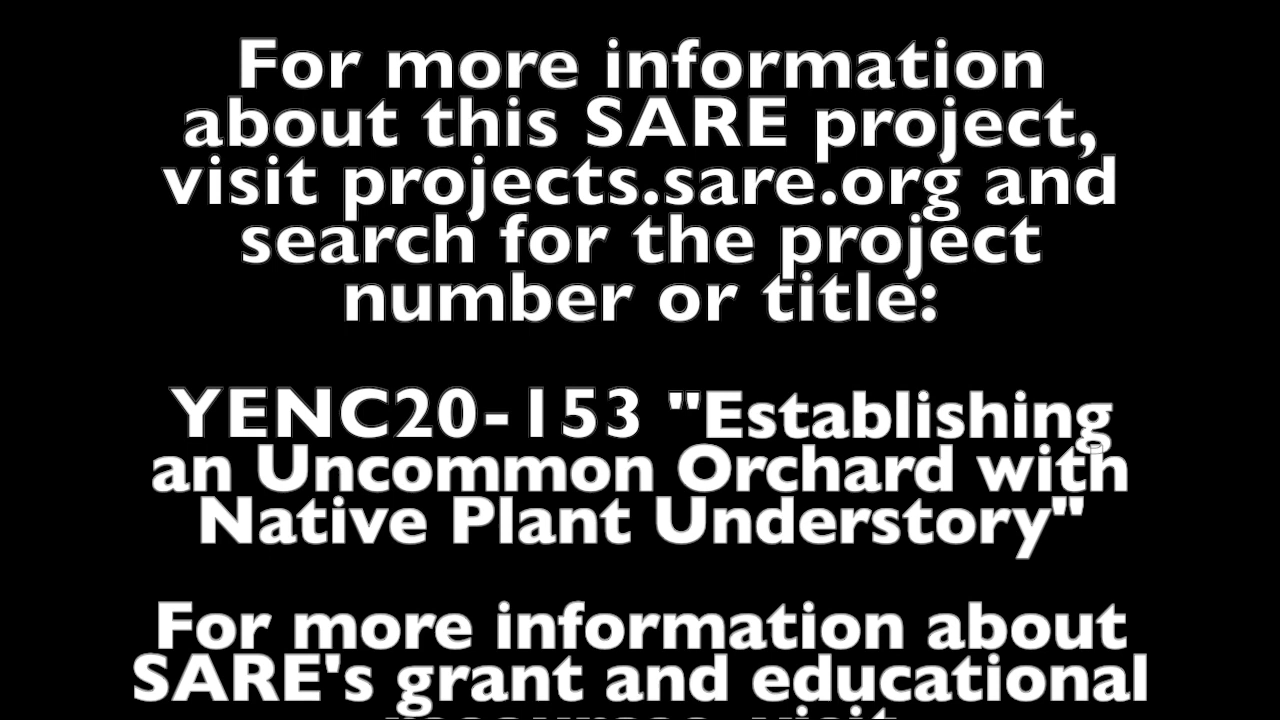 For more information
about this SARE project,
visit projects.sare.org and
search for the project
number or title:
YENC20-153 "Establishing
an Uncommon Orchard with
Native Plant Understory"
For more information about
SARE's grant and educational